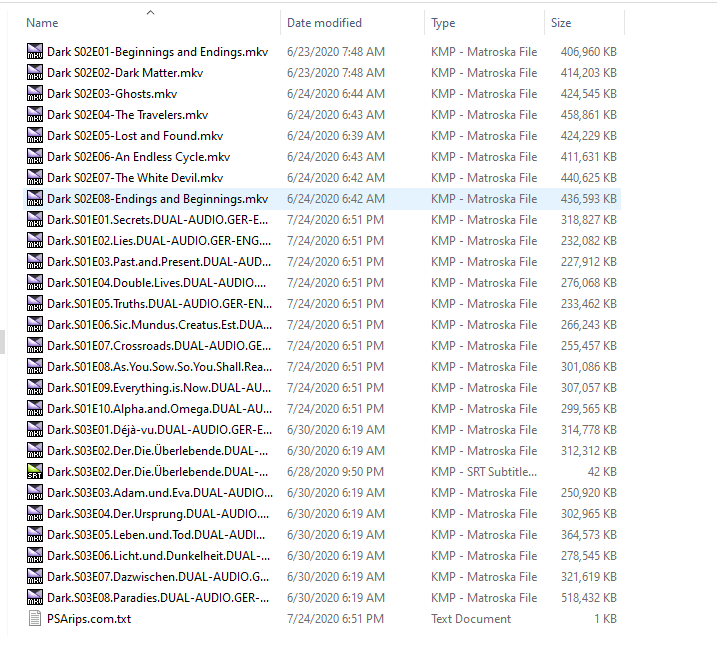 Name Date modified Type Size
Dark S02E01-Beginnings and Endings.mkv 6/23/2020 7:48 AM KMP - Matroska File 406,960 KB
Dark S02E02-Dark Matter.mkv 6/23/2020 7:48 AM KMP - Matroska File 414,203 KB
Dark S02E03-Ghosts.mkv 6/24/2020 6:44 AM KMP - Matroska File 424,545 KB
Dark S02E04-The Travelers.mkv 6/24/2020 6:43 AM KMP - Matroska File 458,861 KB
Dark S02E05-Lost and Found.mkv 6/24/2020 6:39 AM KMP - Matroska File 424,229 KB
Dark S02E06-An Endless Cycle.mkv 6/24/2020 6:43 AM KMP - Matroska File 411,631 KB
Dark S02E07-The White Devil.mkv 6/24/2020 6:42 AM KMP - Matroska File 440,625 KB
Dark S02E08-Endings and Beginnings.mkv 6/24/2020 6:42 AM KMP - Matroska File 436,593 KB
Dark.S01E01.Secrets.DUAL-AUDIO.GER-E... 7/24/2020 6:51 PM KMP - Matroska File 318,827 KB
Dark.S01E02.Lies.DUAL-AUDIO.GER-ENG.... 7/24/2020 6:51 PM KMP - Matroska File 232,082 KB
Dark.S01E03.Past.and.Present.DUAL-AUD... 7/24/2020 6:51 PM KMP - Matroska File 227,912 KB
Dark.S01E04.Double.Lives.DUAL-AUDIO.... 7/24/2020 6:51 PM KMP - Matroska File 276,068 KB
Dark.S01E05.Truths.DUAL-AUDIO.GER-EN... 7/24/2020 6:51 PM KMP - Matroska File 233,462 KB
Dark.S01E06.Sic.Mundus.Creatus.Est.DUA... 7/24/2020 6:51 PM KMP - Matroska File 266,243 KB
Dark.S01E07.Crossroads.DUAL-AUDIO.GE... 7/24/2020 6:51 PM KMP - Matroska File 255,457 KB
Dark.S01E08.As.You.Sow.So.You.Shall.Rea... 7/24/2020 6:51 PM KMP - Matroska File 301,086 KB
Dark.S01E09.Everything.is.Now.DUAL-AU... 7/24/2020 6:51 PM KMP - Matroska File 307,057 KB
Dark.S01E10.Alpha.and.Omega.DUAL-AU... 7/24/2020 6:51 PM KMP - Matroska File 299,565 KB
Dark.S03E01.Déjà-vu.DUAL-AUDIO.GER-E... 6/30/2020 6:19 AM KMP - Matroska File 314,778 KB
Dark.S03E02.Der.Die.Überlebende.DUAL-... 6/30/2020 6:19 AM KMP - Matroska File 312,312 KB
Dark.S03E02.Der.Die.Überlebende.DUAL-... 6/28/2020 9:50 PM KMP - SRT Subtitle... 42 KB
Dark.S03E03.Adam.und.Eva.DUAL-AUDIO... 6/30/2020 6:19 AM KMP - Matroska File 250,920 KB
Dark.S03E04.Der.Ursprung.DUAL-AUDIO.... 6/30/2020 6:19 AM KMP - Matroska File 302,965 KB
Dark.S03E05.Leben.und.Tod.DUAL-AUDI... 6/30/2020 6:19 AM KMP - Matroska File 364,573 KB
Dark.S03E06.Licht.und.Dunkelheit.DUAL-... 6/30/2020 6:19 AM KMP - Matroska File 278,545 KB
Dark.S03E07.Dazwischen.DUAL-AUDIO.G... 6/30/2020 6:19 AM KMP - Matroska File 321,619 KB
Dark.S03E08.Paradies.DUAL-AUDIO.GER-... 6/30/2020 6:19 AM KMP - Matroska File 518,432 KB
PSArips.com.txt 7/24/2020 6:51 PM Text Document 1 KB